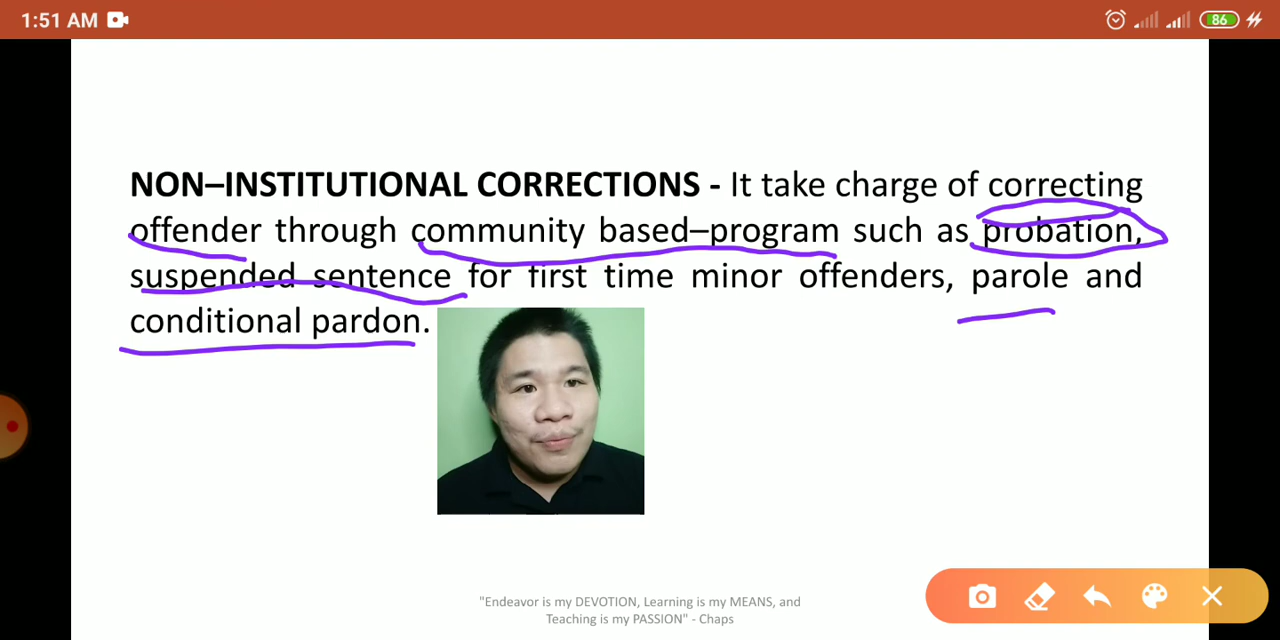 1:51 AM
86
NON–INSTITUTIONAL CORRECTIONS - It take charge of correcting
offender through community based–program such as probation,
suspended sentence for first time minor offenders, parole and
conditional pardon.
"Endeavor is my DEVOTION, Learning is my MEANS, and
Teaching is my PASSION" - Chaps